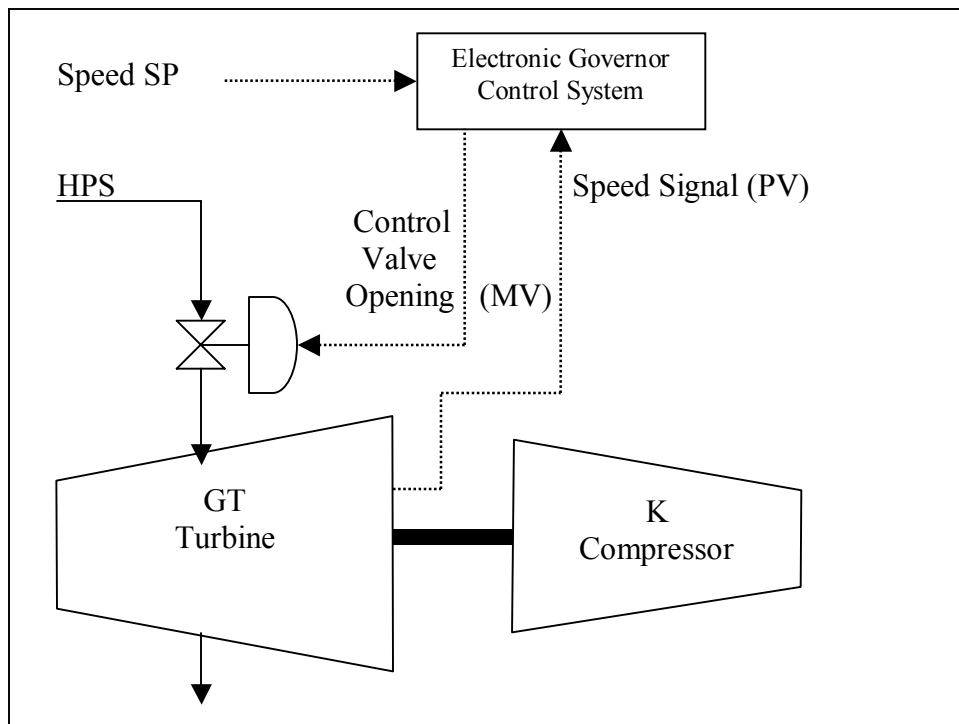 Speed SP
Electronic Governor
Control System
HPS
Speed Signal (PV)
Control
Valve
Opening (MV)
GT
Turbine
K
Compressor